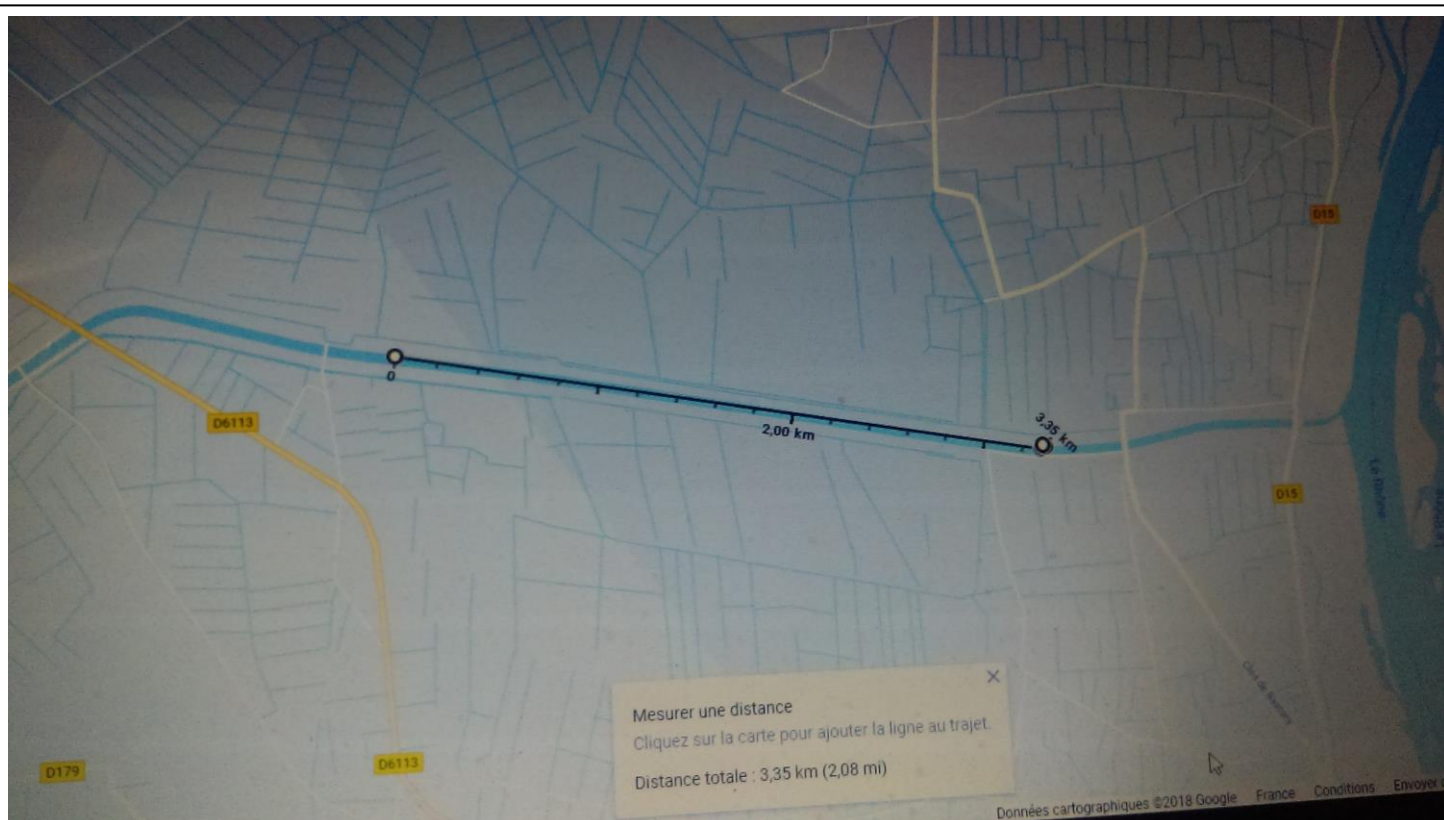 D15
D6113
0
2,00 km
3,35 km
D15
Le Rhône
Mesurer une distance
Cliquez sur la carte pour ajouter la ligne au trajet.
Distance totale : 3,35 km (2,08 mi)
D179
D6113
Données cartographiques ©2018 Google France Conditions Envoyer